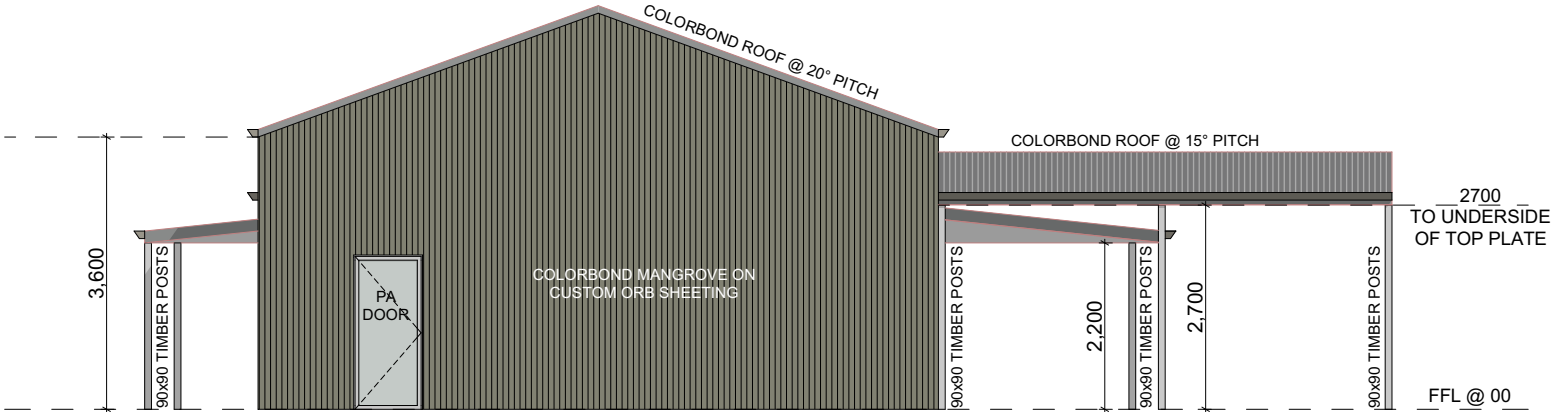 COLORBOND ROOF @ 20° PITCH
COLORBOND ROOF @ 15° PITCH
2700
TO UNDERSIDE
OF TOP PLATE
3,600
90x90 TIMBER POSTS
PA
DOOR
COLORBOND MANGROVE ON
CUSTOM ORB SHEETING
90x90 TIMBER POSTS
2,200
90x90 TIMBER POSTS
2,700
90x90 TIMBER POSTS
FFL @ 00